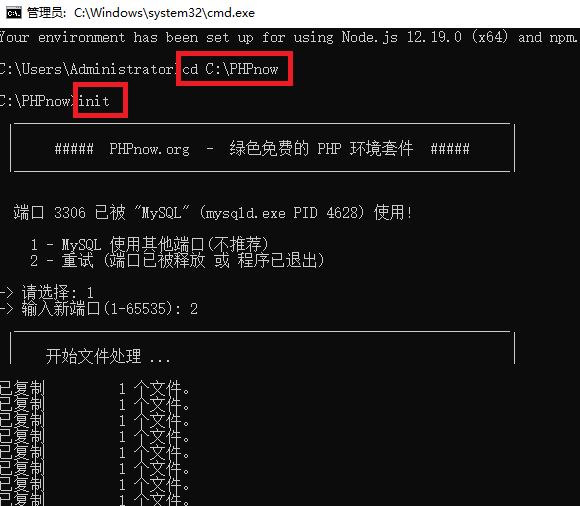 管理员: C:\Windows\system32\cmd.exe
Your environment has been set up for using Node.js 12.19.0 (x64) and npm.
C:\Users\Administrator>cd C:\PHPnow
C:\PHPnow>init
##### PHPnow.org - 绿色免费的 PHP 环境套件 #####
端口 3306 已被 "MySQL" (mysqld.exe PID 4628) 使用!
1 - MySQL 使用其他端口(不推荐)
2 - 重试 (端口已被释放 或 程序已退出)
-> 请选择: 1
-> 输入新端口(1-65535): 2
开始文件处理 ...
已复制 1 个文件。
已复制 1 个文件。
已复制 1 个文件。
已复制 1 个文件。
已复制 1 个文件。
已复制 1 个文件。
已复制 1 个文件。
已复制 1 个文件。